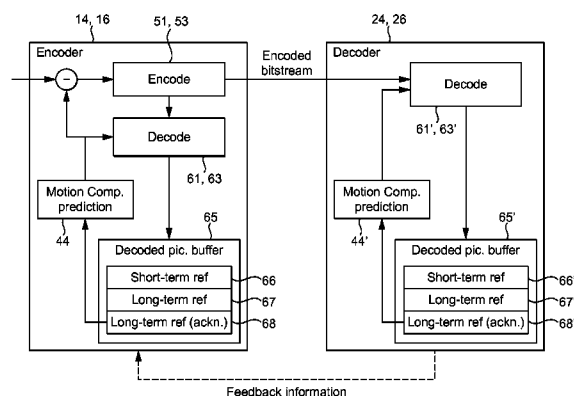 14, 16
51, 53
24, 26
Encoder
Encoded
bitstream
Decoder
Encode
Decode
Decode
61, 63
61', 63'
Motion Comp.
prediction
44
65
Decoded pic. buffer
Short-term ref
66
Long-term ref
67
Long-term ref (ackn.)
68
Motion Comp.
prediction
44'
65'
Decoded pic. buffer
Short-term ref
66'
Long-term ref
67'
Long-term ref (ackn.)
68'
Feedback information